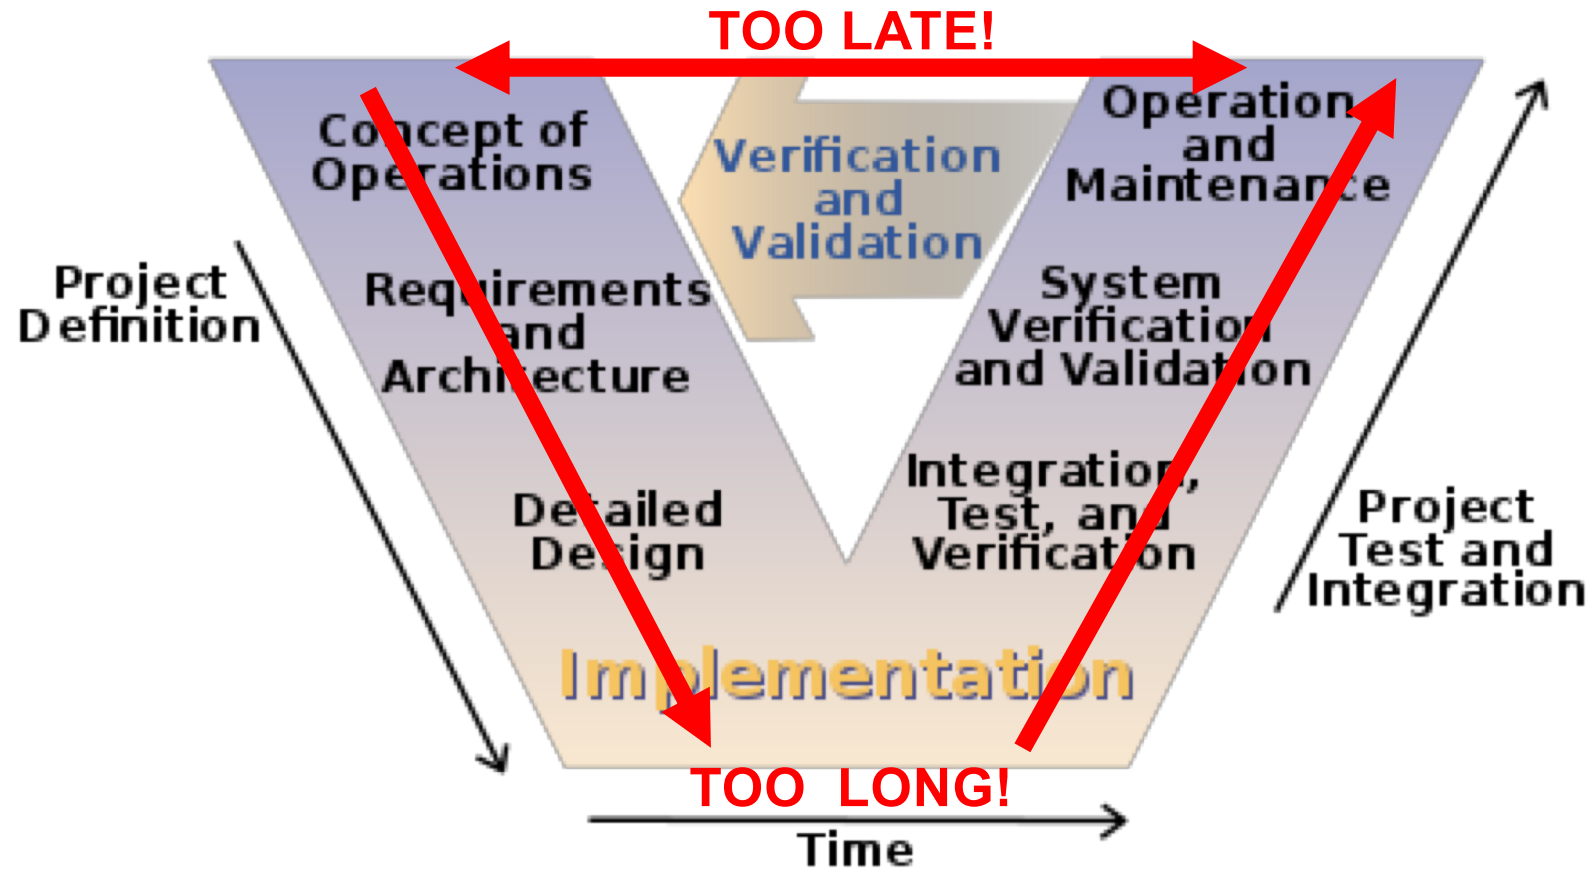 TOO LATE!
Concept of
Operations
Verification
and
Validation
Operation
and
Maintenance
Project
Definition
Requirements
and
Architecture
System
Verification
and Validation
Detailed
Design
Integration,
Test, and
Verification
Project
Test and
Integration
Implementation
TOO LONG!
Time